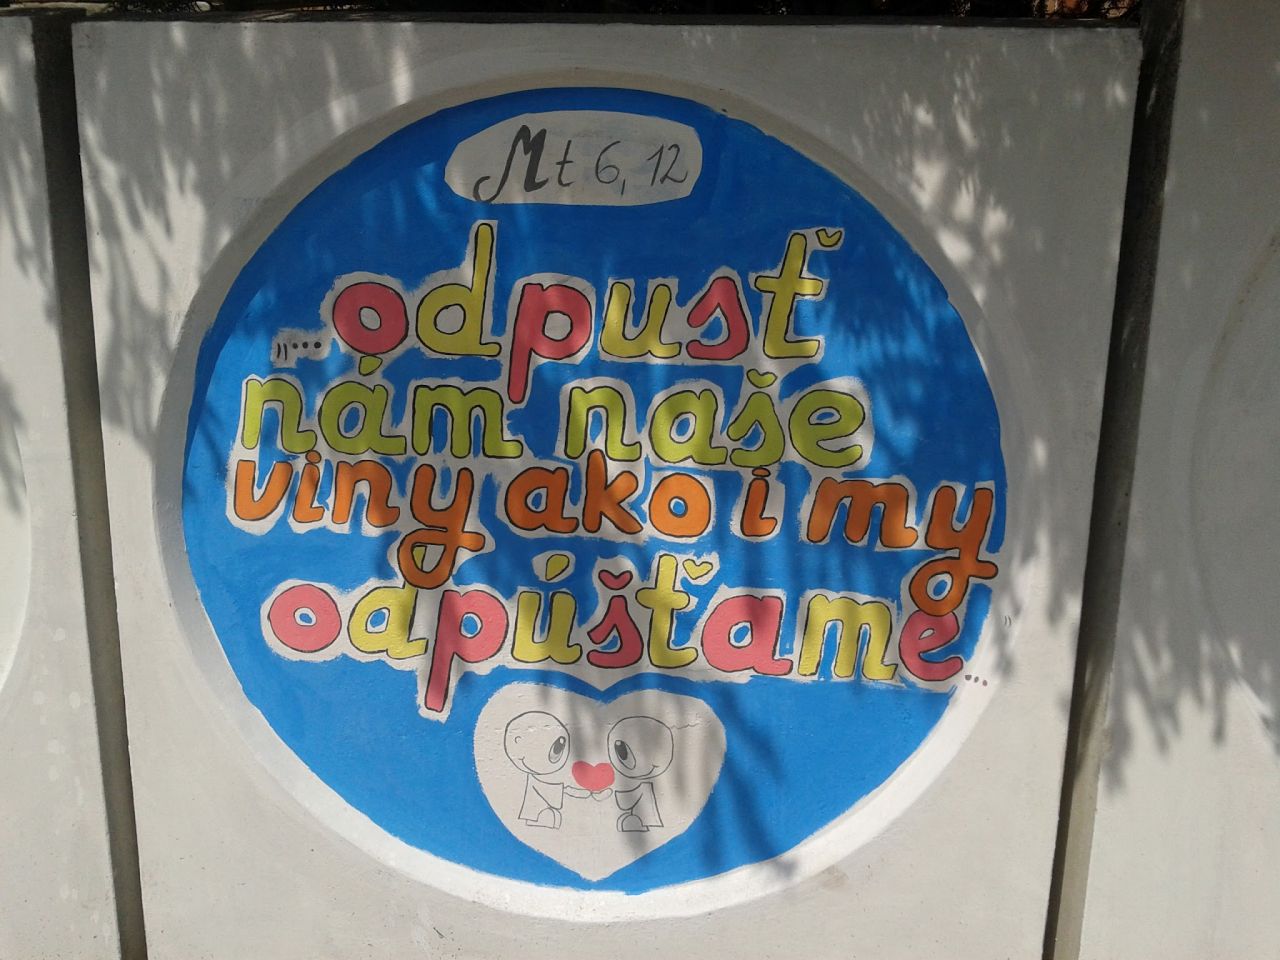 Mt 6, 12
"...odpusť
nám naše
viny ako i my
odpúšťame"...